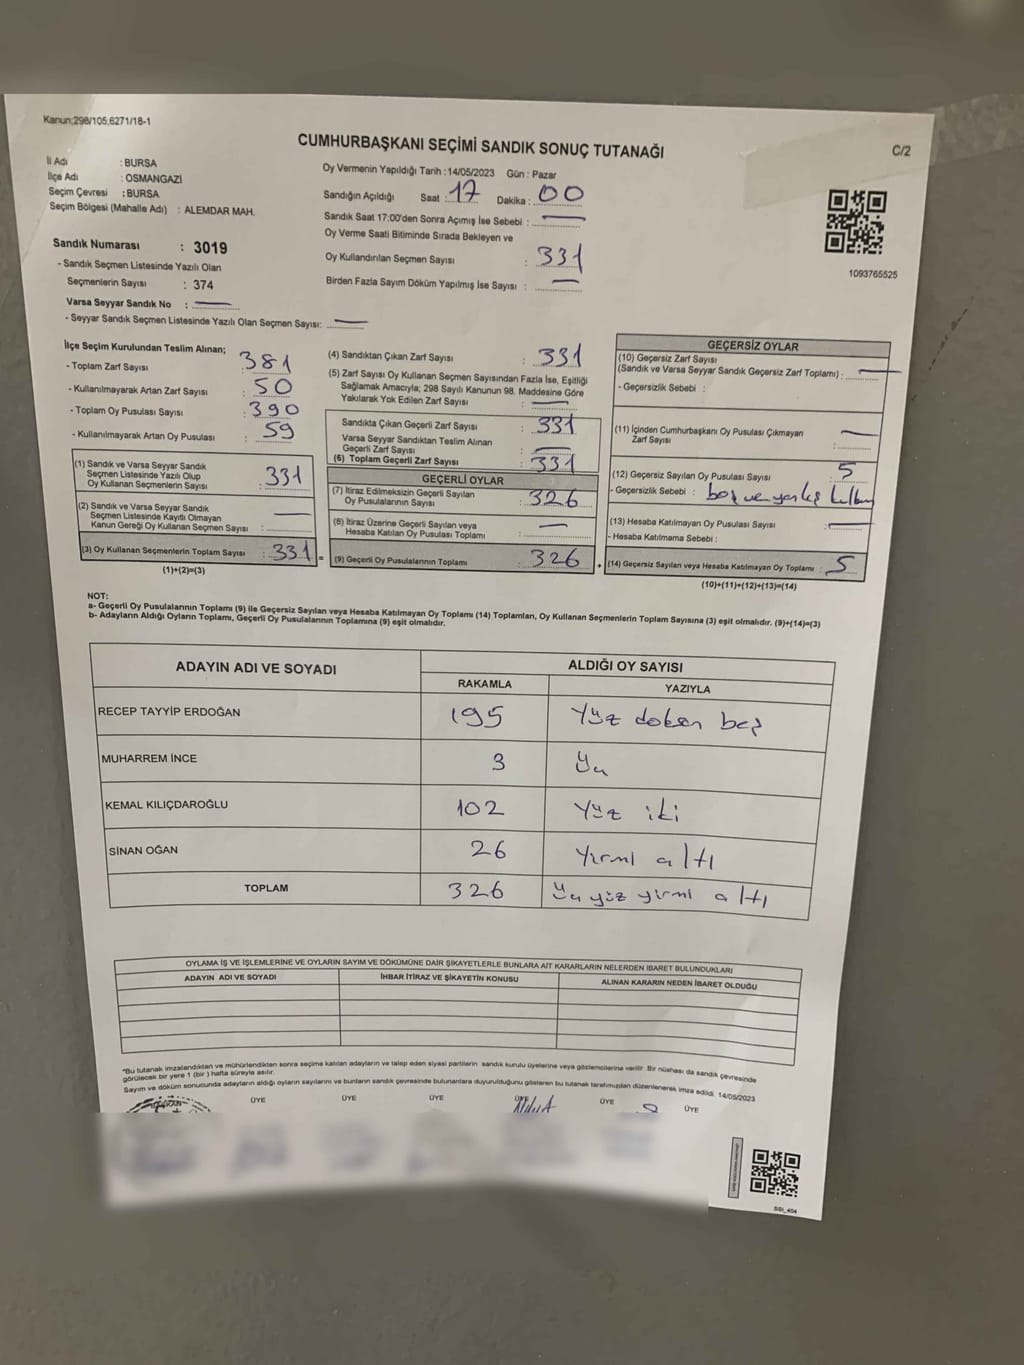 Kanun;298/105,6271/18-1
CUMHURBAŞKANI SEÇİMİ SANDIK SONUÇ TUTANAĞI
C/2
İl Adı : BURSA
İlçe Adı : OSMANGAZİ
Seçim Çevresi : BURSA
Seçim Bölgesi (Mahalle Adı) : ALEMDAR MAH.
Sandık Numarası : 3019
- Sandık Seçmen Listesinde Yazılı Olan
Seçmenlerin Sayısı : 374
Varsa Seyyar Sandık No : —
- Seyyar Sandık Seçmen Listesinde Yazılı Olan Seçmen Sayısı: —
Oy Vermenin Yapıldığı Tarih : 14/05/2023 Gün : Pazar
Sandığın Açıldığı Saat : 17 Dakika : 00
Sandık Saat 17:00'den Sonra Açımış İse Sebebi : —
Oy Verme Saati Bitiminde Sırada Bekleyen ve
Oy Kullandırılan Seçmen Sayısı : 331
Birden Fazla Sayım Döküm Yapılmış İse Sayısı : —
1093765525
İlçe Seçim Kurulundan Teslim Alınan;
- Toplam Zarf Sayısı : 381
- Kullanılmayarak Artan Zarf Sayısı : 50
- Toplam Oy Pusulası Sayısı : 390
- Kullanılmayarak Artan Oy Pusulası : 59
(1) Sandık ve Varsa Seyyar Sandık
Seçmen Listesinde Yazılı Olup
Oy Kullanan Seçmenlerin Sayısı : 331
(2) Sandık ve Varsa Seyyar Sandık
Seçmen Listesinde Kayıtlı Olmayan
Kanun Gereği Oy Kullanan Seçmen Sayısı : —
(3) Oy Kullanan Seçmenlerin Toplam Sayısı : 331 =
(1)+(2)=(3)
(4) Sandıktan Çıkan Zarf Sayısı : 331
(5) Zarf Sayısı Oy Kullanan Seçmen Sayısından Fazla İse, Eşitliği
Sağlamak Amacıyla; 298 Sayılı Kanunun 98. Maddesine Göre
Yakılarak Yok Edilen Zarf Sayısı : —
Sandıkta Çıkan Geçerli Zarf Sayısı : 331
Varsa Seyyar Sandıktan Teslim Alınan
Geçerli Zarf Sayısı : —
(6) Toplam Geçerli Zarf Sayısı : 331
GEÇERLİ OYLAR
(7) İtiraz Edilmeksizin Geçerli Sayılan
Oy Pusulalarının Sayısı : 326
(8) İtiraz Üzerine Geçerli Sayılan veya
Hesaba Katılan Oy Pusulası Toplamı : —
(9) Geçerli Oy Pusulalarının Toplamı : 326 +
GEÇERSİZ OYLAR
(10) Geçersiz Zarf Sayısı
(Sandık ve Varsa Seyyar Sandık Geçersiz Zarf Toplamı) : —
- Geçersizlik Sebebi :
(11) İçinden Cumhurbaşkanı Oy Pusulası Çıkmayan
Zarf Sayısı : —
(12) Geçersiz Sayılan Oy Pusulası Sayısı : 5
- Geçersizlik Sebebi : boş ve yanlış
(13) Hesaba Katılmayan Oy Pusulası Sayısı : —
- Hesaba Katılmama Sebebi :
(14) Geçersiz Sayılan veya Hesaba Katılmayan Oy Toplamı : 5
(10)+(11)+(12)+(13)=(14)
NOT:
a- Geçerli Oy Pusulalarının Toplamı (9) ile Geçersiz Sayılan veya Hesaba Katılmayan Oy Toplamı (14) Toplamları, Oy Kullanan Seçmenlerin Toplam Sayısına (3) eşit olmalıdır. (9)+(14)=(3)
b- Adayların Aldığı Oyların Toplamı, Geçerli Oy Pusulalarının Toplamına (9) eşit olmalıdır.
ADAYIN ADI VE SOYADI ALDIĞI OY SAYISI
RAKAMLA YAZIYLA
RECEP TAYYİP ERDOĞAN 195 Yüz doksan beş
MUHARREM İNCE 3 Üç
KEMAL KILIÇDAROĞLU 102 Yüz iki
SİNAN OĞAN 26 Yirmi altı
TOPLAM 326 Üç yüz yirmi altı
OYLAMA İŞ VE İŞLEMLERİNE VE OYLARIN SAYIM VE DÖKÜMÜNE DAİR ŞİKAYETLERLE BUNLARA AİT KARARLARIN NELERDEN İBARET BULUNDUKLARI
ADAYIN ADI VE SOYADI İHBAR İTİRAZ VE ŞİKAYETİN KONUSU ALINAN KARARIN NEDEN İBARET OLDUĞU
*Bu tutanak imzalandıktan ve mühürlendikten sonra seçime katılan adayların ve talep eden siyasi partilerin sandık kurulu üyelerine veya gözlemcilerine verilir. Bir nüshası da sandık çevresinde
görülecek bir yere 1 (bir) hafta süreyle asılır.
Sayım ve döküm sonucunda adayların aldığı oyların sayılarını ve bunların sandık çevresinde bulunanlara duyurulduğunu gösteren bu tutanak tarafımızdan düzenlenerek imza edildi. 14/05/2023
ÜYE ÜYE ÜYE ÜYE ÜYE ÜYE
SSI_454